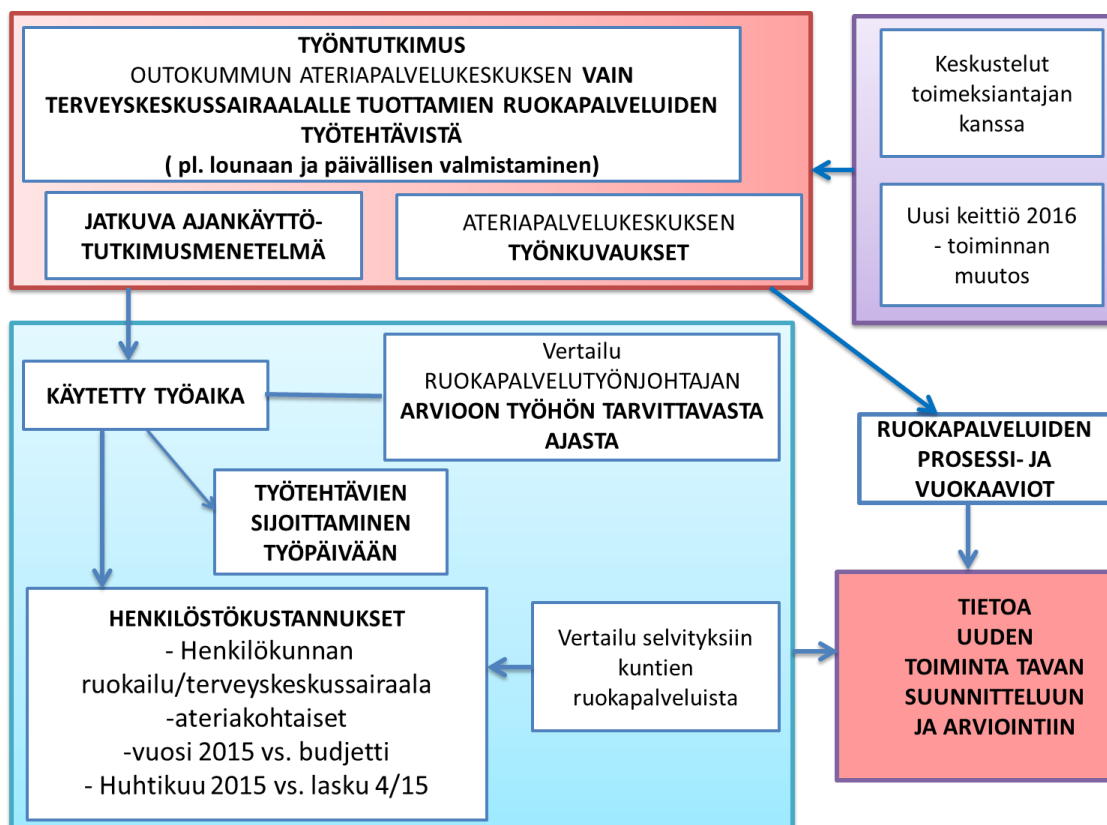 TYÖNTUTKIMUS
OUTOKUMMUN ATERIAPALVELUKESKUKSEN VAIN
TERVEYSKESKUSSAIRAALALLE TUOTTAMIEN RUOKAPALVELUIDEN
TYÖTEHTÄVISTÄ
( pl. lounaan ja päivällisen valmistaminen)
JATKUVA AJANKÄYTTÖ-
TUTKIMUSMENETELMÄ
ATERIAPALVELUKESKUKSEN
TYÖNKUVAUKSET
Keskustelut
toimeksiantajan
kanssa
Uusi keittiö 2016
- toiminnan
muutos
KÄYTETTY TYÖAIKA
Vertailu
RUOKAPALVELUTYÖNJOHTAJAN
ARVIOON TYÖHÖN TARVITTAVASTA
AJASTA
TYÖTEHTÄVIEN
SIJOITTAMINEN
TYÖPÄIVÄÄN
HENKILÖSTÖKUSTANNUKSET
- Henkilökunnan
ruokailu/terveyskeskussairaala
-ateriakohtaiset
-vuosi 2015 vs. budjetti
- Huhtikuu 2015 vs. lasku 4/15
Vertailu selvityksiin
kuntien
ruokapalveluista
RUOKAPALVELUIDEN
PROSESSI- JA
VUOKAAVIOT
TIETOA
UUDEN
TOIMINTA TAVAN
SUUNNITTELUUN
JA ARVIOINTIIN